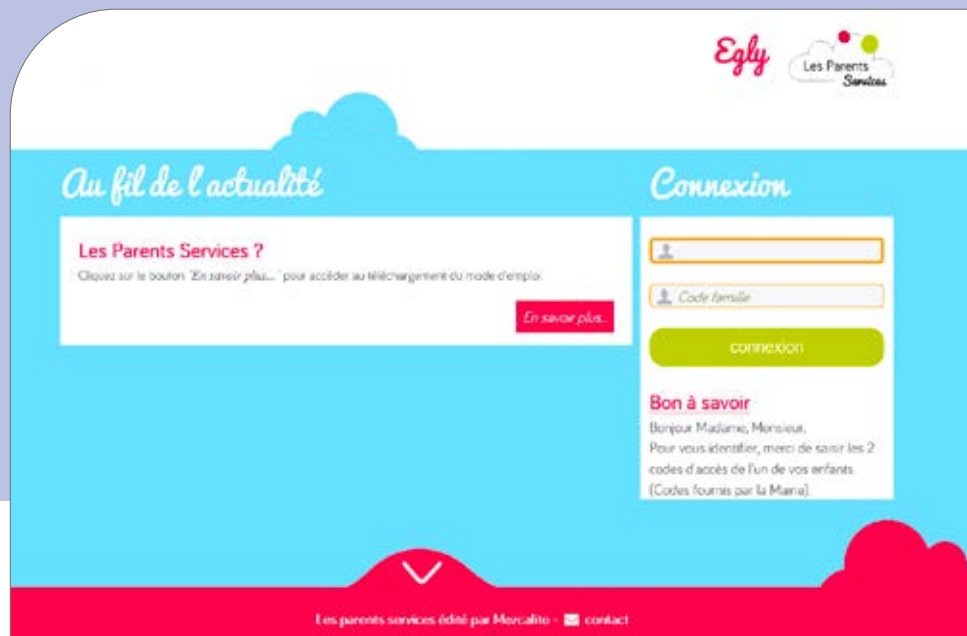 Egly
Les Parents
Services
Au fil de l'actualité
Les Parents Services ?
Cliquez sur le bouton "En savoir plus..." pour accéder au téléchargement du mode d'emploi.
En savoir plus...
Connexion
Code famille
connexion
Bon à savoir
Bonjour Madame, Monsieur,
Pour vous identifier, merci de saisir les 2
codes d'accès de l'un de vos enfants.
(Codes fournis par la Mairie)
Les parents services édité par Mezcalito - contact